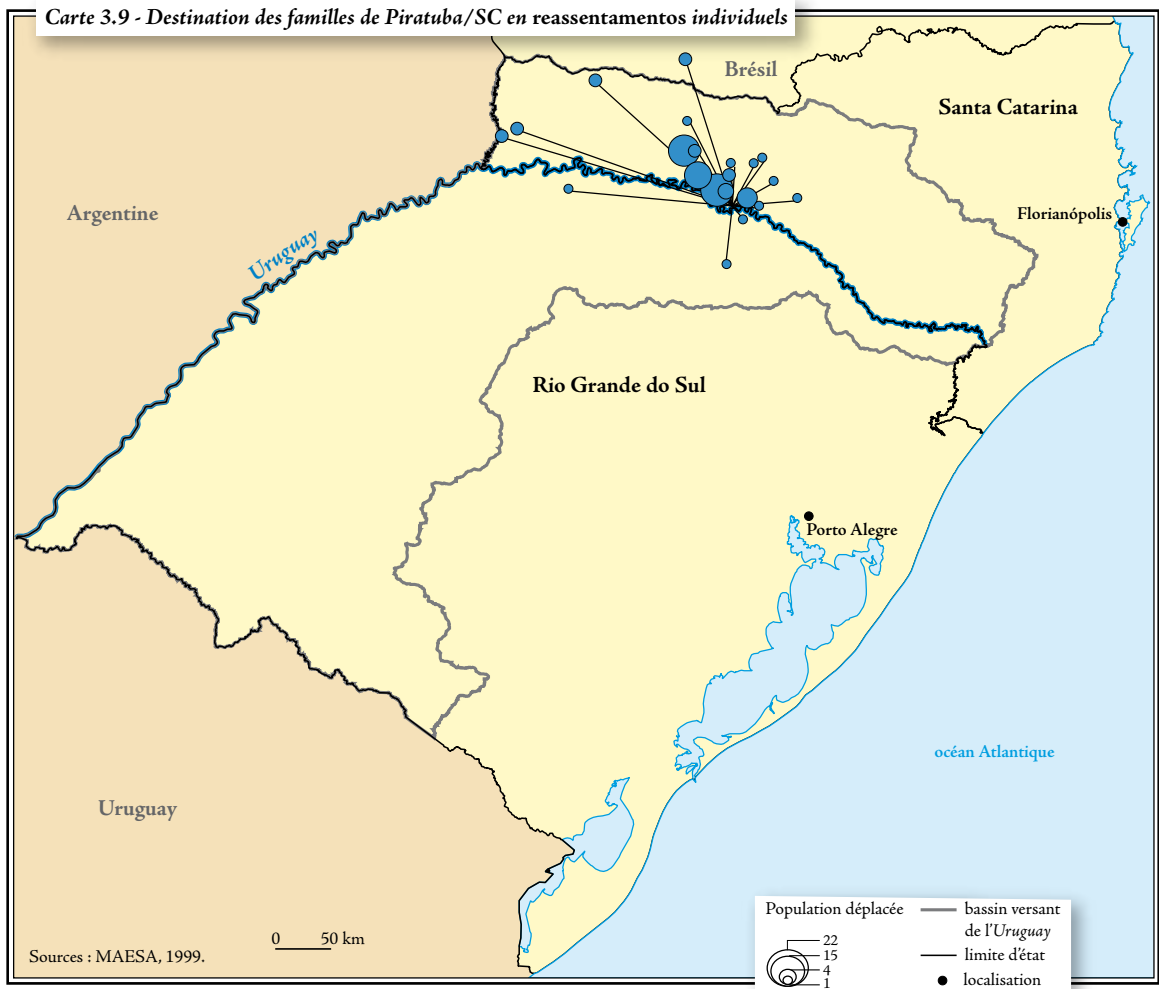 Carte 3.9 - Destination des familles de Piratuba/SC en reassentamentos individuels
Brésil
Santa Catarina
Argentine
Florianópolis
Uruguay
Rio Grande do Sul
Porto Alegre
océan Atlantique
Uruguay
Sources : MAESA, 1999.
0 50 km
Population déplacée
22
15
4
1
bassin versant
de l'Uruguay
limite d'état
localisation